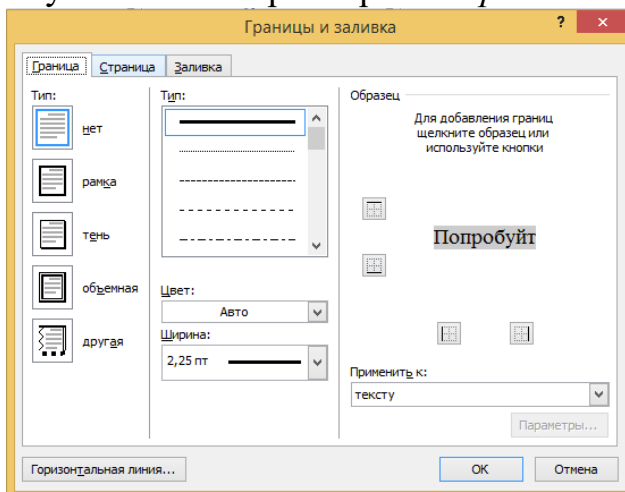 Границы и заливка
?
×
Граница Страница Заливка
Тип:
нет
рамка
тень
объемная
другая
Тип:
Цвет:
Авто
Ширина:
2,25 пт
Образец
Для добавления границ
щелкните образец или
используйте кнопки
Попробуйт
Применить к:
тексту
Параметры...
Горизонтальная линия...
ОК
Отмена